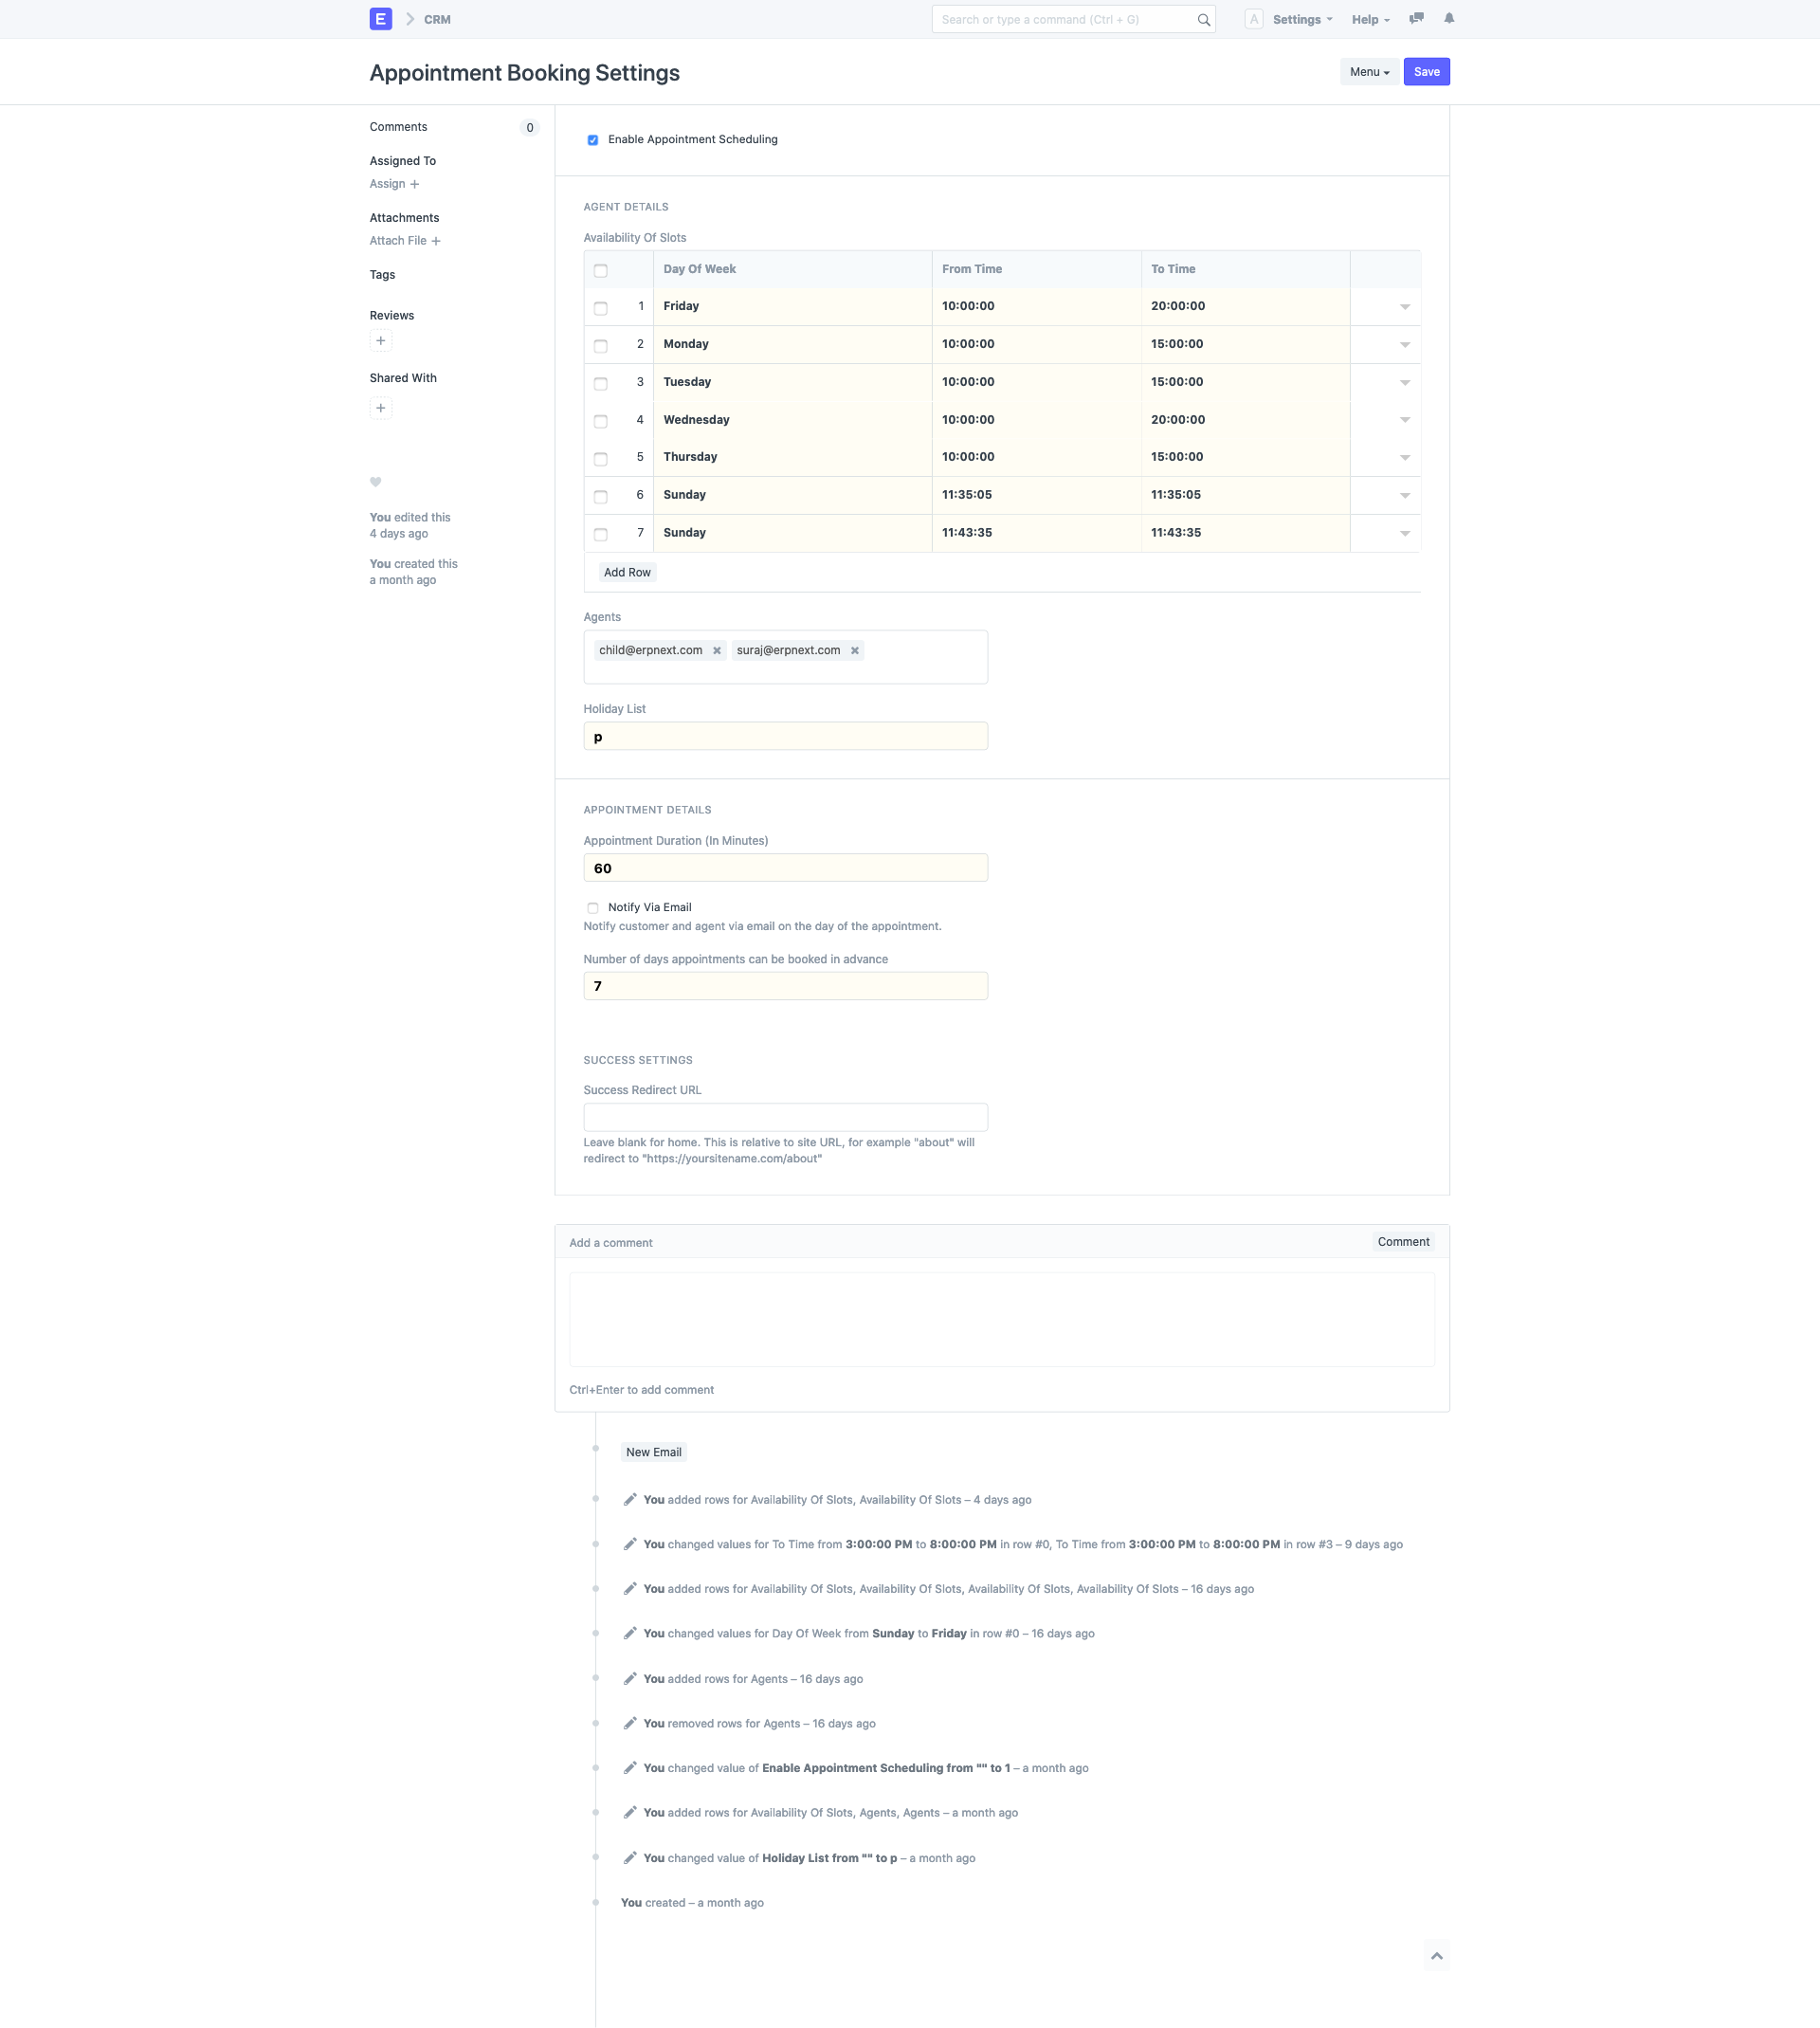 E CRM Search or type a command (Ctrl + G) A Settings Help
Appointment Booking Settings Menu Save
Comments 0
Assigned To
Assign +
Attachments
Attach File +
Tags
Reviews
+
Shared With
+
You edited this
4 days ago
You created this
a month ago
Enable Appointment Scheduling
AGENT DETAILS
Availability Of Slots
Day Of Week From Time To Time
1 Friday 10:00:00 20:00:00
2 Monday 10:00:00 15:00:00
3 Tuesday 10:00:00 15:00:00
4 Wednesday 10:00:00 20:00:00
5 Thursday 10:00:00 15:00:00
6 Sunday 11:35:05 11:35:05
7 Sunday 11:43:35 11:43:35
Add Row
Agents
child@erpnext.com suraj@erpnext.com
Holiday List
p
APPOINTMENT DETAILS
Appointment Duration (In Minutes)
60
Notify Via Email
Notify customer and agent via email on the day of the appointment.
Number of days appointments can be booked in advance
7
SUCCESS SETTINGS
Success Redirect URL
Leave blank for home. This is relative to site URL, for example "about" will
redirect to "https://yoursitename.com/about"
Add a comment Comment
Ctrl+Enter to add comment
New Email
You added rows for Availability Of Slots, Availability Of Slots – 4 days ago
You changed values for To Time from 3:00:00 PM to 8:00:00 PM in row #0, To Time from 3:00:00 PM to 8:00:00 PM in row #3 – 9 days ago
You added rows for Availability Of Slots, Availability Of Slots, Availability Of Slots, Availability Of Slots – 16 days ago
You changed values for Day Of Week from Sunday to Friday in row #0 – 16 days ago
You added rows for Agents – 16 days ago
You removed rows for Agents – 16 days ago
You changed value of Enable Appointment Scheduling from "" to 1 – a month ago
You added rows for Availability Of Slots, Agents, Agents – a month ago
You changed value of Holiday List from "" to p – a month ago
You created – a month ago